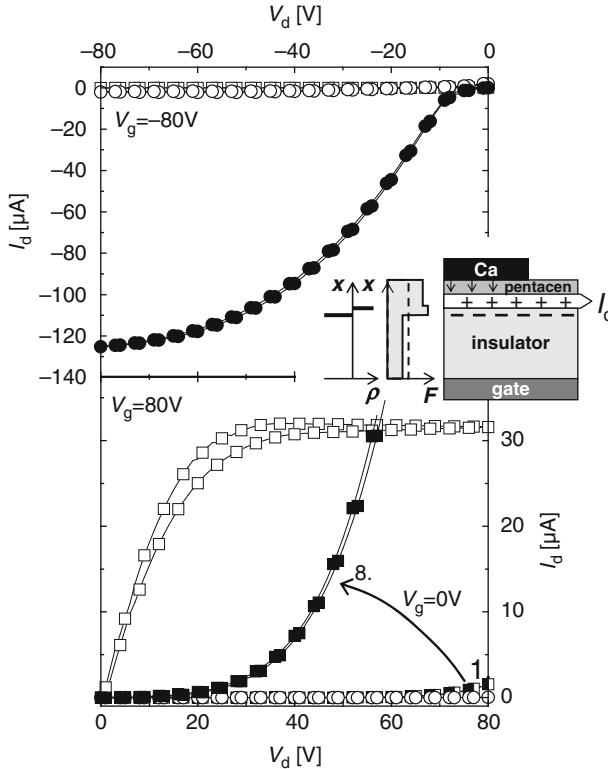 V_d [V]
−80 −60 −40 −20 0
0
−20
−40
−60
−80
−100
−120
−140
I_d [µA]
V_g=−80V
x x
ρ F
Ca
pentacen
+ + + + +
I_d
insulator
gate
V_g=80V
30
20
10
0
I_d [µA]
8.
V_g=0V
1
0 20 40 60 80
V_d [V]